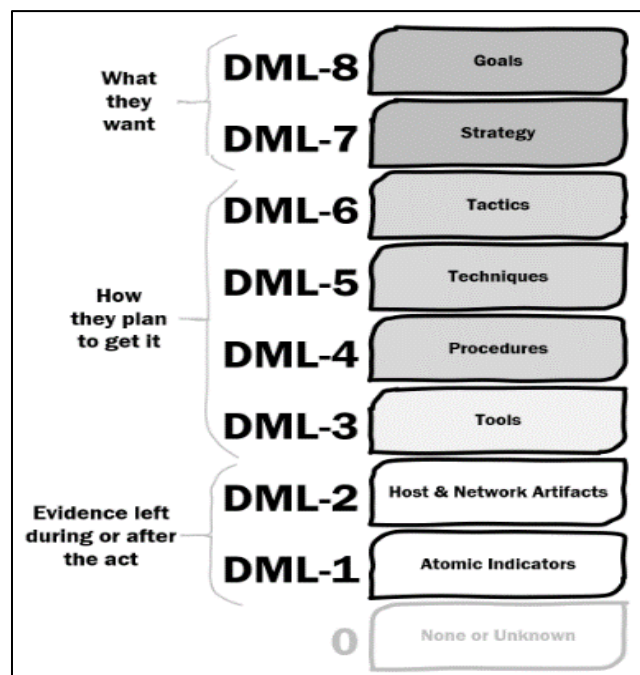 What
they
want
DML-8
Goals
DML-7
Strategy
How
they plan
to get it
DML-6
Tactics
DML-5
Techniques
DML-4
Procedures
DML-3
Tools
Evidence left
during or after
the act
DML-2
Host & Network Artifacts
DML-1
Atomic Indicators
0
None or Unknown